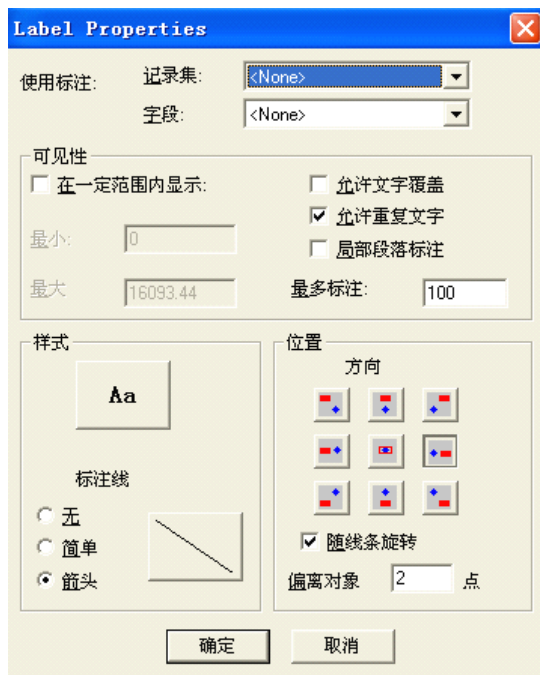 Label Properties
使用标注: 记录集: <None>
字段: <None>
可见性
在一定范围内显示: 允许文字覆盖
允许重复文字
最小: 0 局部段落标注
最大 16093.44 最多标注: 100
样式 位置
方向
Aa
标注线
无
简单 随线条旋转
箭头 偏离对象 2 点
确定 取消